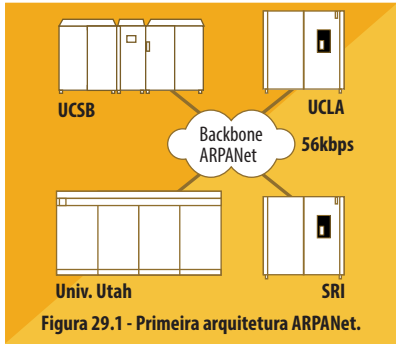 UCSB
UCLA
Backbone
ARPANet
56kbps
Univ. Utah
SRI
Figura 29.1 - Primeira arquitetura ARPANet.